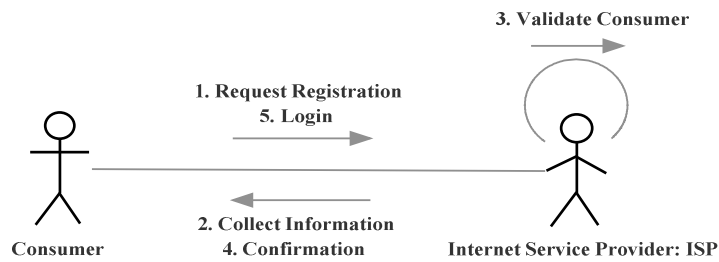 3. Validate Consumer
1. Request Registration
5. Login
2. Collect Information
4. Confirmation
Consumer
Internet Service Provider: ISP